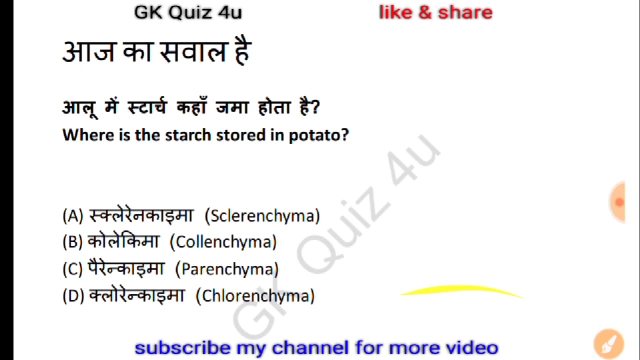 GK Quiz 4u like & share
आज का सवाल है
आलू में स्टार्च कहाँ जमा होता है?
Where is the starch stored in potato?
(A) स्क्लेरेनकाइमा (Sclerenchyma)
(B) कोलेकिमा (Collenchyma)
(C) पैरेन्काइमा (Parenchyma)
(D) क्लोरेन्काइमा (Chlorenchyma)
GK Quiz 4u
subscribe my channel for more video